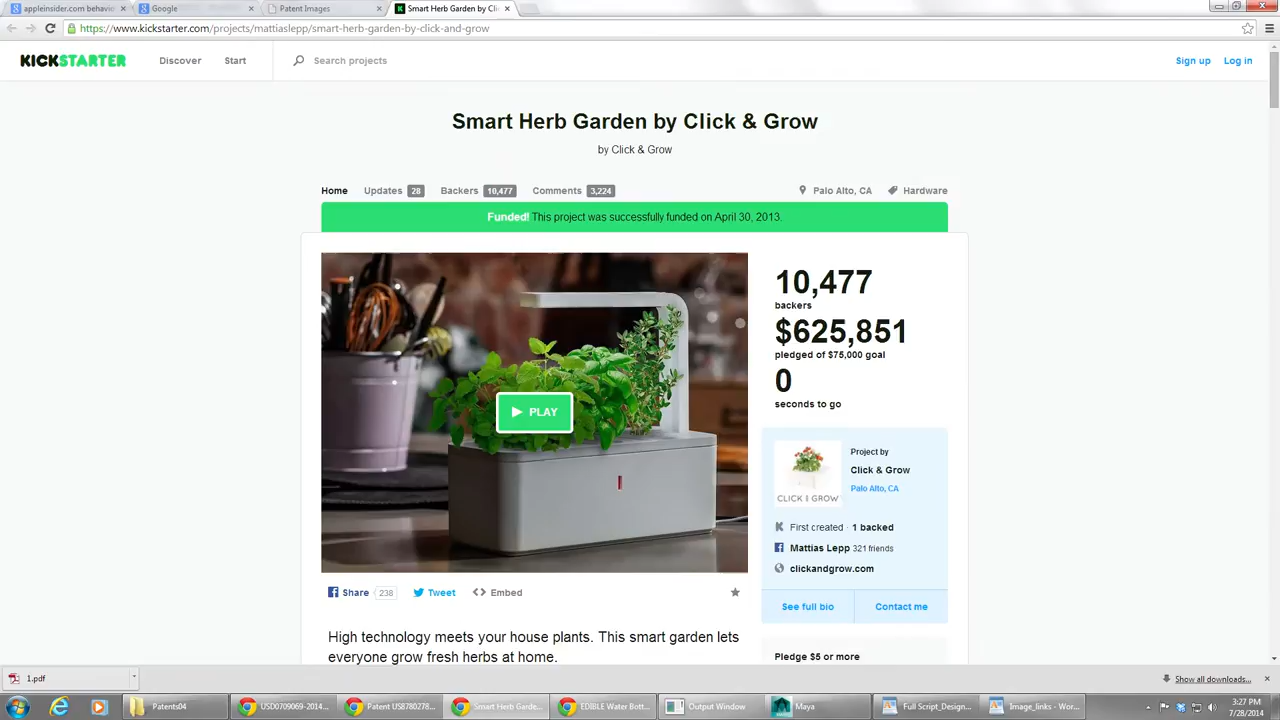 appleinsider.com behavio
Google
Patent Images
Smart Herb Garden by Cli
https://www.kickstarter.com/projects/mattiaslepp/smart-herb-garden-by-click-and-grow
KICKSTARTER
Discover
Start
Search projects
Sign up
Log in
Smart Herb Garden by Click & Grow
by Click & Grow
Home
Updates 28
Backers 10,477
Comments 3,224
Palo Alto, CA
Hardware
Funded! This project was successfully funded on April 30, 2013.
PLAY
10,477
backers
$625,851
pledged of $75,000 goal
0
seconds to go
CLICK & GROW
Project by
Click & Grow
Palo Alto, CA
First created · 1 backed
Mattias Lepp 321 friends
clickandgrow.com
See full bio
Contact me
Share 238
Tweet
Embed
High technology meets your house plants. This smart garden lets
everyone grow fresh herbs at home.
Pledge $5 or more
1.pdf
Show all downloads...
Patents04
USD0709069-2014...
Patent US8780278...
Smart Herb Garde...
EDIBLE Water Bott...
Output Window
Maya
Full Script_Design...
Image_links - Wor...
3:27 PM
7/28/2014